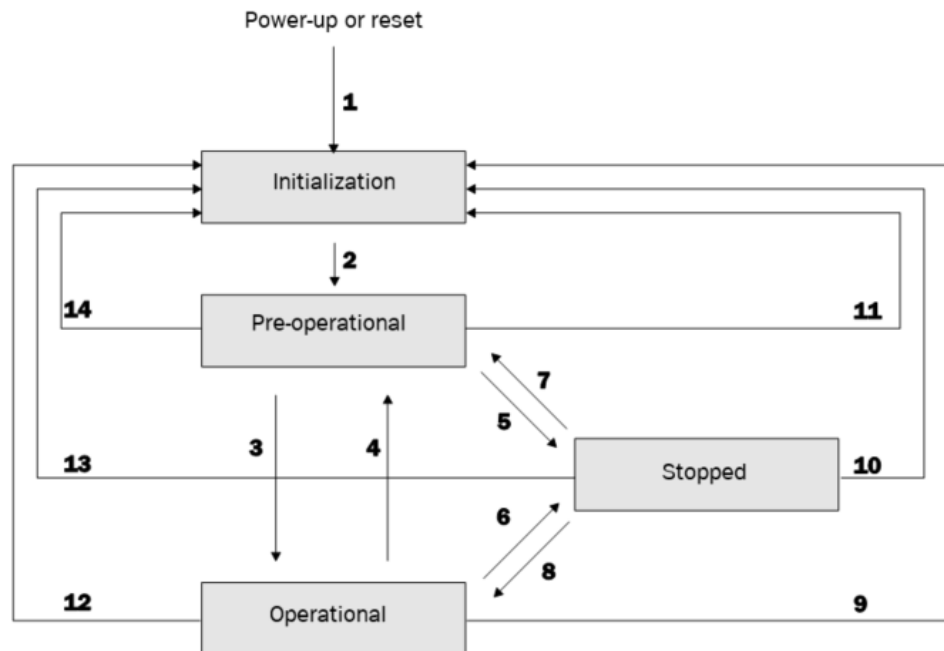 Power-up or reset
1
Initialization
2
14
Pre-operational
11
7
5
3
4
13
Stopped
10
6
8
12
Operational
9